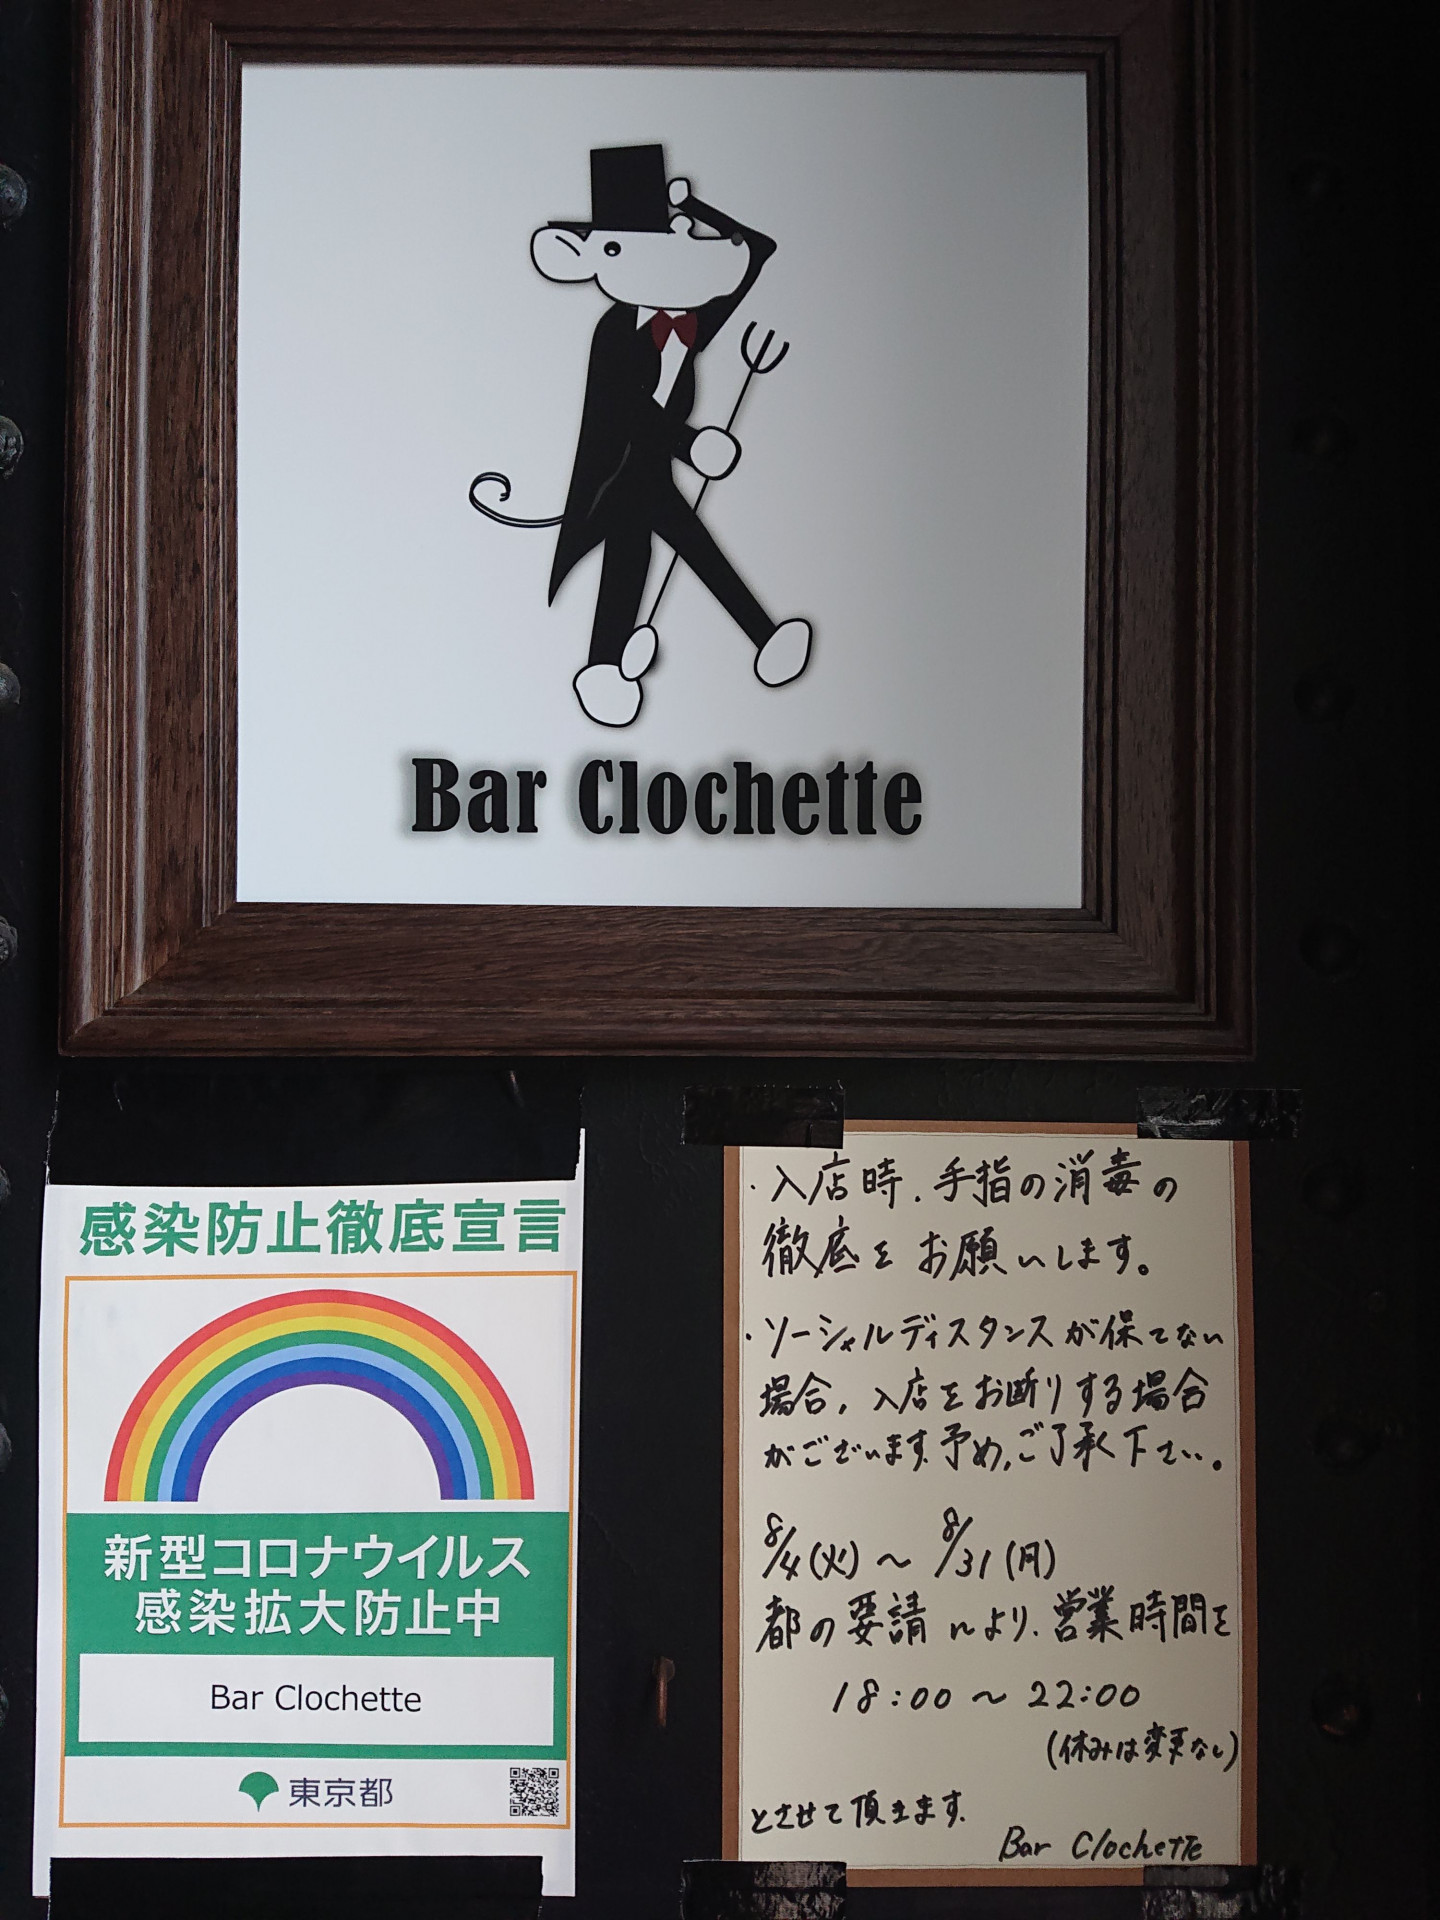 Bar Clochette
感染防止徹底宣言
新型コロナウイルス
感染拡大防止中
Bar Clochette
東京都
・入店時、手指の消毒の
徹底をお願いします。
・ソーシャルディスタンスが保てない
場合、入店をお断りする場合
がございます。予め、ご了承下さい。
8/4(火)～8/31(月)
都の要請により、営業時間を
18:00～22:00
(休みは変更なし)
とさせて頂きます。
Bar Clochette